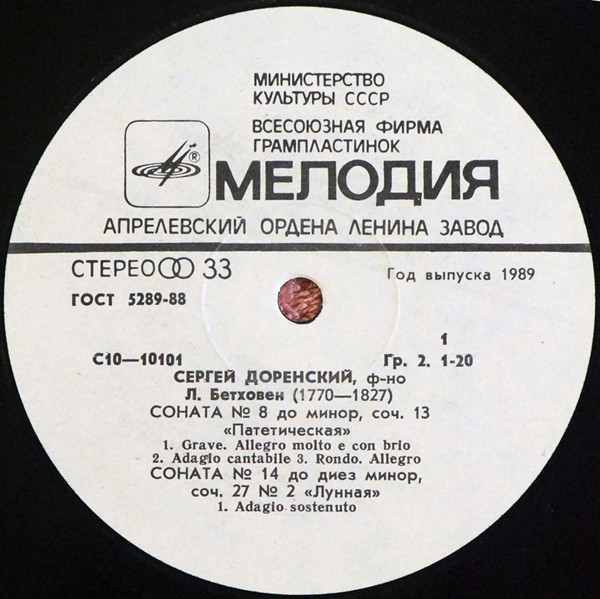 МИНИСТЕРСТВО
КУЛЬТУРЫ СССР
ВСЕСОЮЗНАЯ ФИРМА
ГРАМПЛАСТИНОК
®
МЕЛОДИЯ
АПРЕЛЕВСКИЙ ОРДЕНА ЛЕНИНА ЗАВОД
СТЕРЕО 33
Год выпуска 1989
ГОСТ 5289-88
1
С10—10101
Гр. 2. 1-20
СЕРГЕЙ ДОРЕНСКИЙ, ф-но
Л. Бетховен (1770—1827)
СОНАТА № 8 до минор, соч. 13
«Патетическая»
1. Grave. Allegro molto e con brio
2. Adagio cantabile 3. Rondo. Allegro
СОНАТА № 14 до диез минор,
соч. 27 № 2 «Лунная»
1. Adagio sostenuto